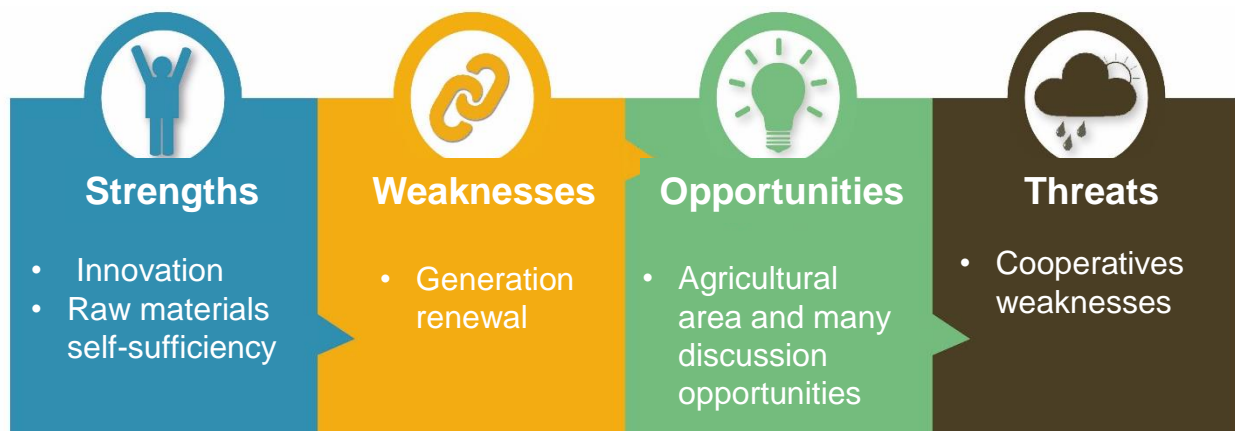 Strengths
• Innovation
• Raw materials
self-sufficiency
Weaknesses
• Generation
renewal
Opportunities
• Agricultural
area and many
discussion
opportunities
Threats
• Cooperatives
weaknesses